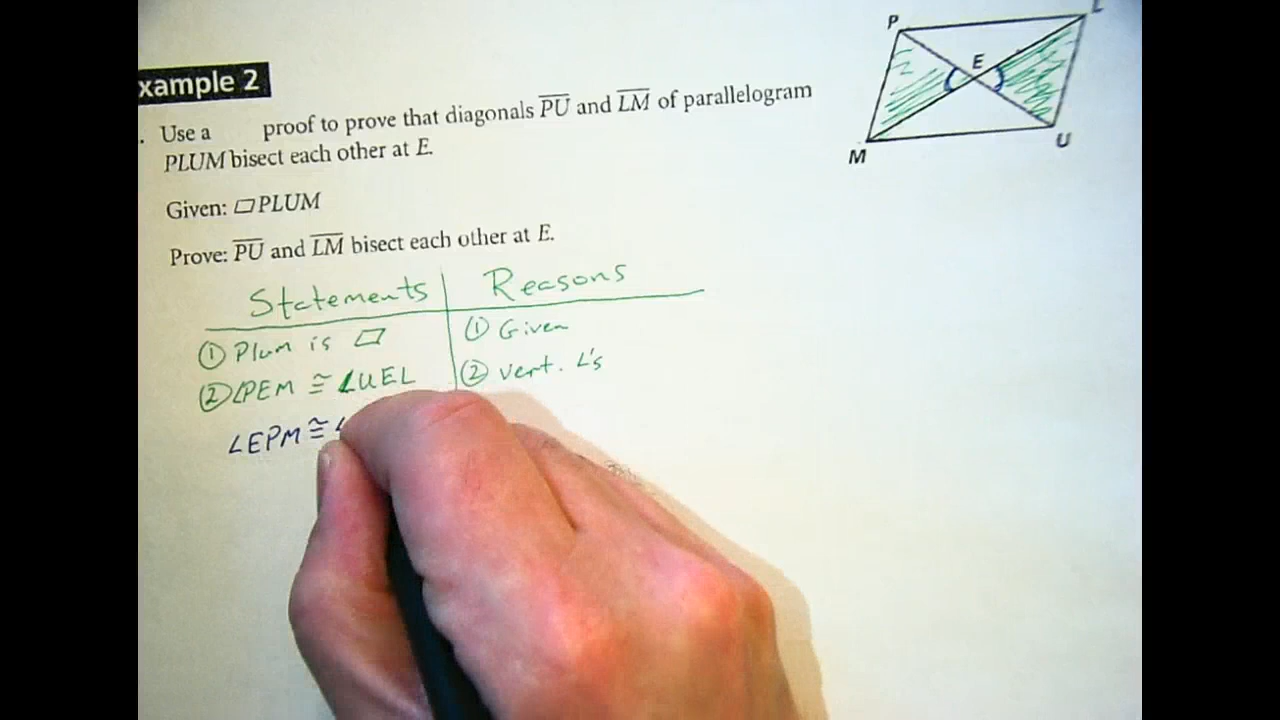 P
L
E
M
U
xample 2
. Use a proof to prove that diagonals PU and LM of parallelogram
PLUM bisect each other at E.
Given: ▱PLUM
Prove: PU and LM bisect each other at E.
Statements Reasons
① Plum is ▱ ① Given
② ∠PEM ≅ ∠UEL ② vert. ∠'s
∠EPM ≅ ∠